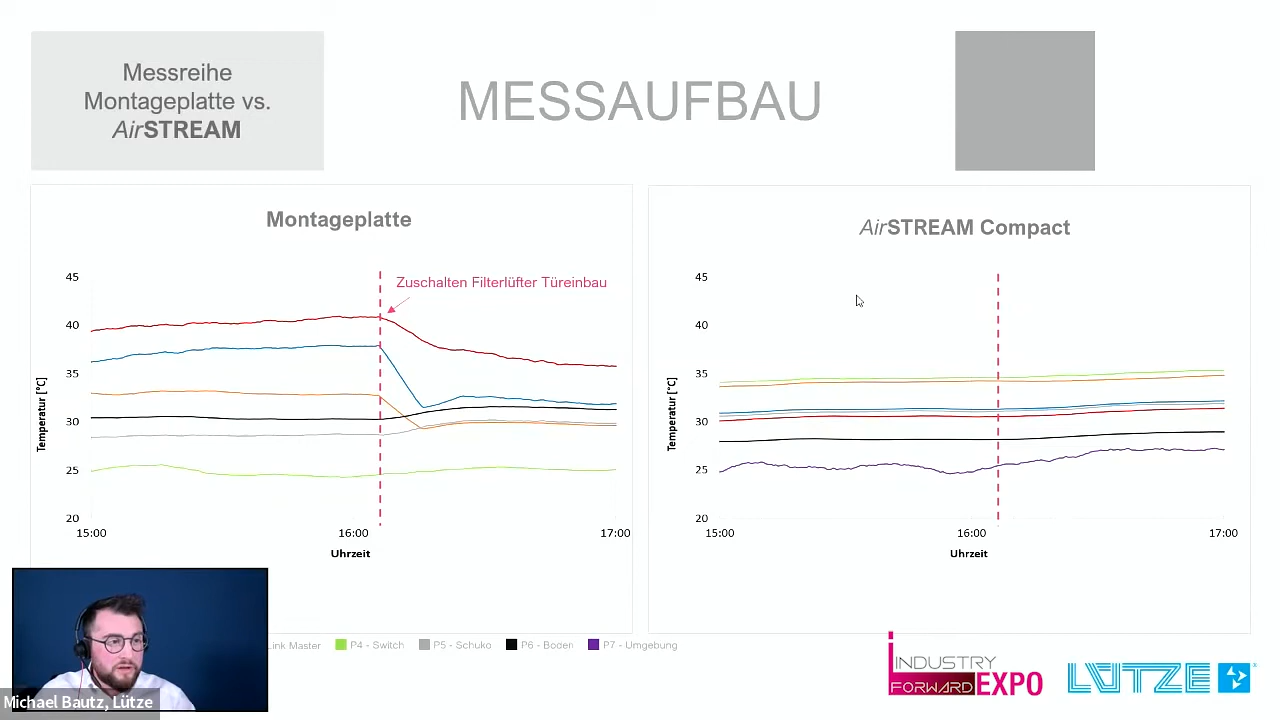 Messreihe
Montageplatte vs.
AirSTREAM
MESSAUFBAU
Montageplatte
Zuschalten Filterlüfter Türeinbau
45
40
35
30
25
20
Temperatur [°C]
15:00
16:00
17:00
Uhrzeit
AirSTREAM Compact
45
40
35
30
25
20
Temperatur [°C]
15:00
16:00
17:00
Uhrzeit
Link Master
P4 - Switch
P5 - Schuko
P6 - Boden
P7 - Umgebung
Michael Bautz, Lütze
INDUSTRY
FORWARD EXPO
LÜTZE